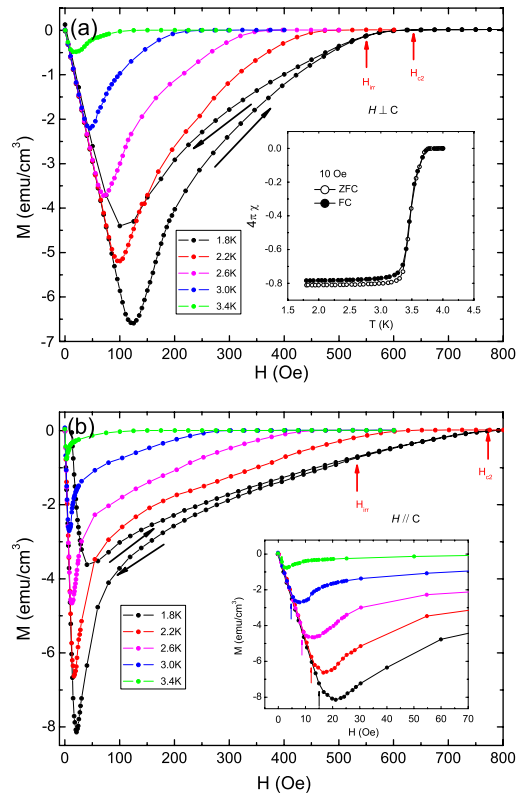 (a)
0 100 200 300 400 500 600 700 800
0
-1
-2
-3
-4
-5
-6
-7
M (emu/cm³)
H (Oe)
H_irr
H_c2
H ⊥ C
1.8K
2.2K
2.6K
3.0K
3.4K
10 Oe
ZFC
FC
0.0
-0.2
-0.4
-0.6
-0.8
4π χ
1.5 2.0 2.5 3.0 3.5 4.0 4.5
T (K)
(b)
0 100 200 300 400 500 600 700 800
0
-2
-4
-6
-8
M (emu/cm³)
H (Oe)
H_irr
H_c2
H // C
1.8K
2.2K
2.6K
3.0K
3.4K
0
-2
-4
-6
-8
M (emu/cm³)
0 10 20 30 40 50 60 70
H (Oe)